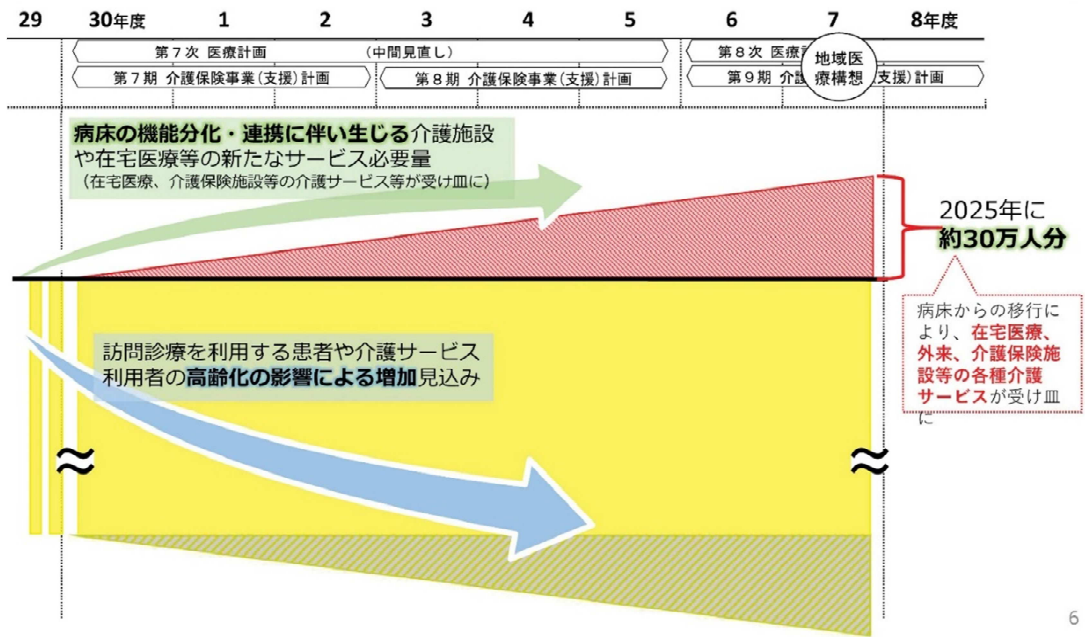 29 30年度 1 2 3 4 5 6 7 8年度
第7次 医療計画 (中間見直し) 第8次 医療計
第7期 介護保険事業(支援)計画 第8期 介護保険事業(支援)計画 第9期 介護 支援)計画
地域医
療構想
病床の機能分化・連携に伴い生じる介護施設
や在宅医療等の新たなサービス必要量
(在宅医療、介護保険施設等の介護サービス等が受け皿に)
2025年に
約30万人分
病床からの移行に
より、在宅医療、
外来、介護保険施
設等の各種介護
サービスが受け皿
に
訪問診療を利用する患者や介護サービス
利用者の高齢化の影響による増加見込み
6